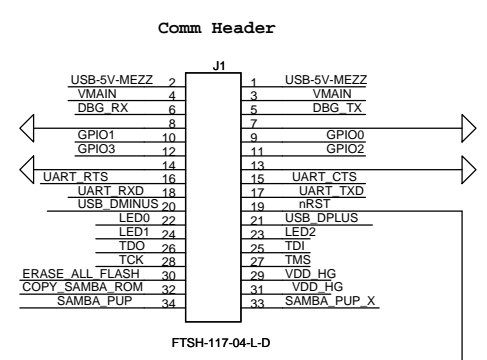 Comm Header
J1
USB-5V-MEZZ 2 1 USB-5V-MEZZ
VMAIN 4 3 VMAIN
DBG_RX 6 5 DBG_TX
8 7
GPIO1 10 9 GPIO0
GPIO3 12 11 GPIO2
14 13
UART_RTS 16 15 UART_CTS
UART_RXD 18 17 UART_TXD
USB_DMINUS 20 19 nRST
LED0 22 21 USB_DPLUS
LED1 24 23 LED2
TDO 26 25 TDI
TCK 28 27 TMS
ERASE_ALL_FLASH 30 29 VDD_HG
COPY_SAMBA_ROM 32 31 VDD_HG
SAMBA_PUP 34 33 SAMBA_PUP_X
FTSH-117-04-L-D